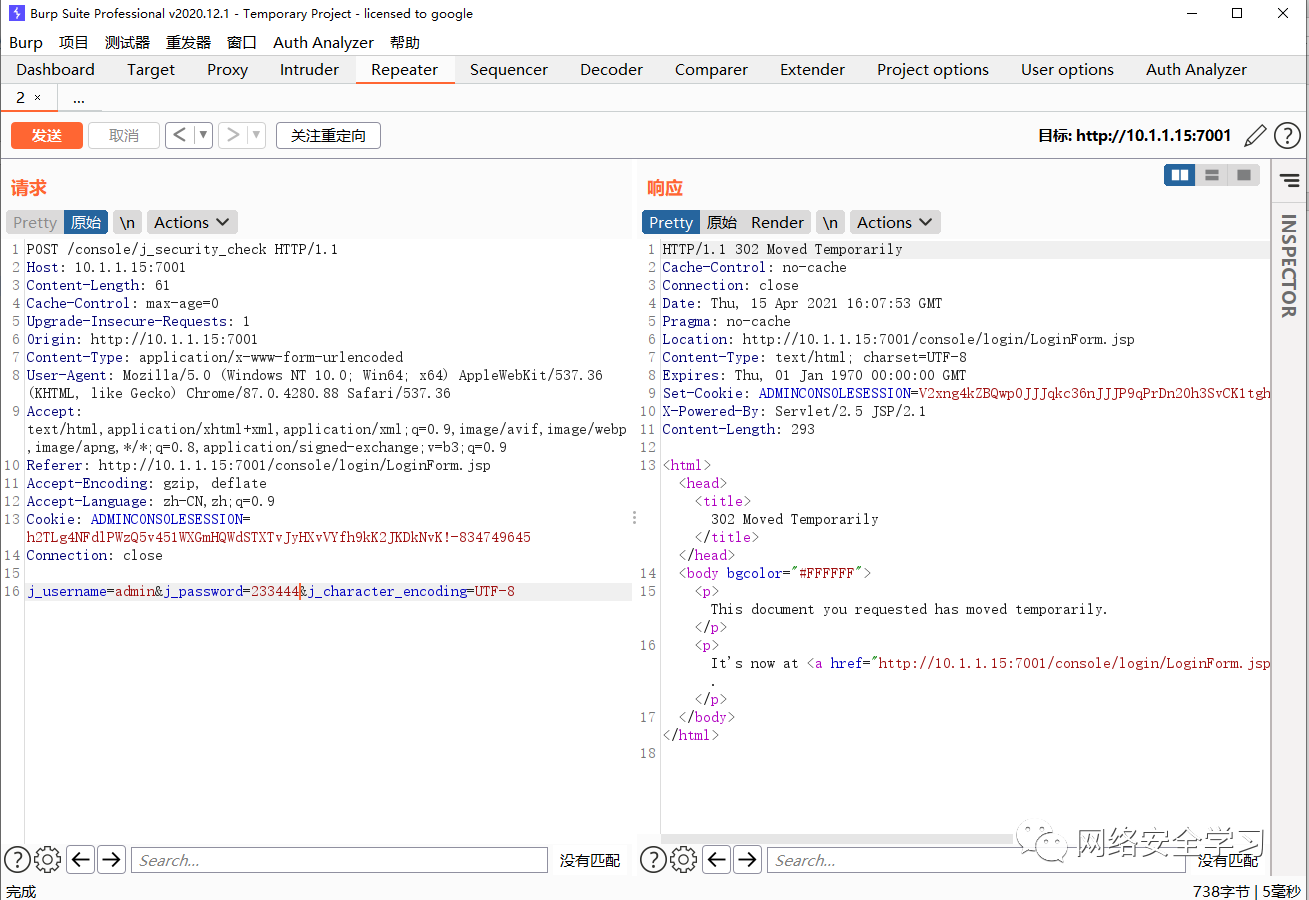 Burp Suite Professional v2020.12.1 - Temporary Project - licensed to google
Burp 项目 测试器 重发器 窗口 Auth Analyzer 帮助
Dashboard Target Proxy Intruder Repeater Sequencer Decoder Comparer Extender Project options User options Auth Analyzer
2 × ...
发送 取消 < ▼ > ▼ 关注重定向 目标: http://10.1.1.15:7001 ?
请求
Pretty 原始 \n Actions
1 POST /console/j_security_check HTTP/1.1
2 Host: 10.1.1.15:7001
3 Content-Length: 61
4 Cache-Control: max-age=0
5 Upgrade-Insecure-Requests: 1
6 Origin: http://10.1.1.15:7001
7 Content-Type: application/x-www-form-urlencoded
8 User-Agent: Mozilla/5.0 (Windows NT 10.0; Win64; x64) AppleWebKit/537.36
(KHTML, like Gecko) Chrome/87.0.4280.88 Safari/537.36
9 Accept:
text/html,application/xhtml+xml,application/xml;q=0.9,image/avif,image/webp
,image/apng,*/*;q=0.8,application/signed-exchange;v=b3;q=0.9
10 Referer: http://10.1.1.15:7001/console/login/LoginForm.jsp
11 Accept-Encoding: gzip, deflate
12 Accept-Language: zh-CN,zh;q=0.9
13 Cookie: ADMINCONSOLESESSION=
h2TLg4NFdlPWzQ5v451WXGmHQWdSTXTvJyHXvVYfh9kK2JKDkNvK!-834749645
14 Connection: close
15
16 j_username=admin&j_password=233444&j_character_encoding=UTF-8
? Search... 没有匹配
响应
Pretty 原始 Render \n Actions
1 HTTP/1.1 302 Moved Temporarily
2 Cache-Control: no-cache
3 Connection: close
4 Date: Thu, 15 Apr 2021 16:07:53 GMT
5 Pragma: no-cache
6 Location: http://10.1.1.15:7001/console/login/LoginForm.jsp
7 Content-Type: text/html; charset=UTF-8
8 Expires: Thu, 01 Jan 1970 00:00:00 GMT
9 Set-Cookie: ADMINCONSOLESESSION=V2xng4kZBQwp0JJJqkc36nJJJP9qPrDn20h3SvCK1tgh
10 X-Powered-By: Servlet/2.5 JSP/2.1
11 Content-Length: 293
12
13 <html>
<head>
<title>
302 Moved Temporarily
</title>
</head>
14 <body bgcolor="#FFFFFF">
15 <p>
This document you requested has moved temporarily.
</p>
16 <p>
It's now at <a href="http://10.1.1.15:7001/console/login/LoginForm.jsp
.
</p>
17 </body>
</html>
18
? Search... 没有匹配
INSPECTOR
网络安全学习
完成 738字节 | 5毫秒